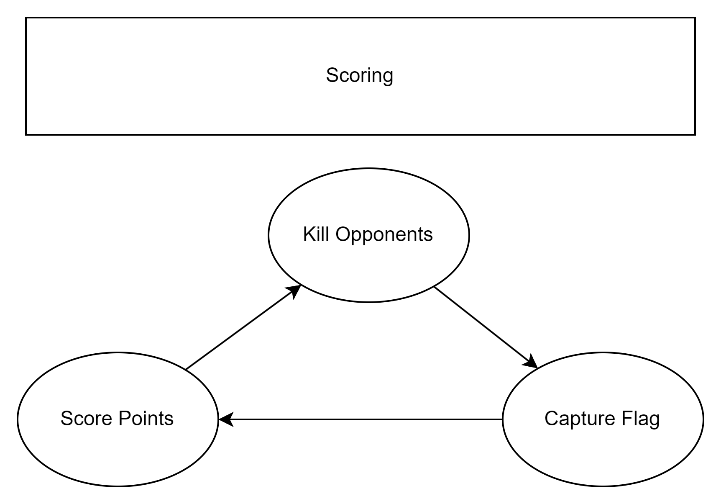 Scoring
Kill Opponents
Score Points
Capture Flag